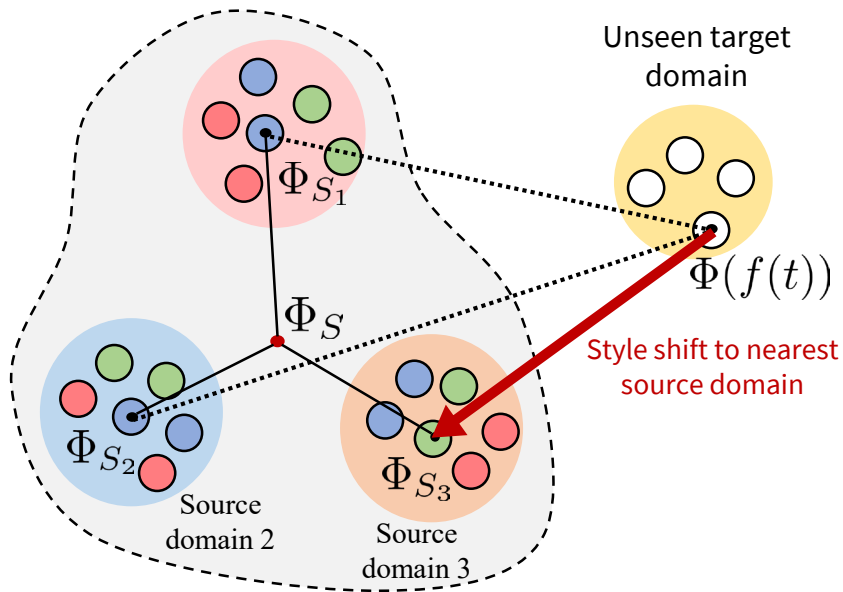 Unseen target
domain
Φ_{S_1}
Φ(f(t))
Φ_S
Style shift to nearest
source domain
Φ_{S_2}
Φ_{S_3}
Source
domain 2
Source
domain 3